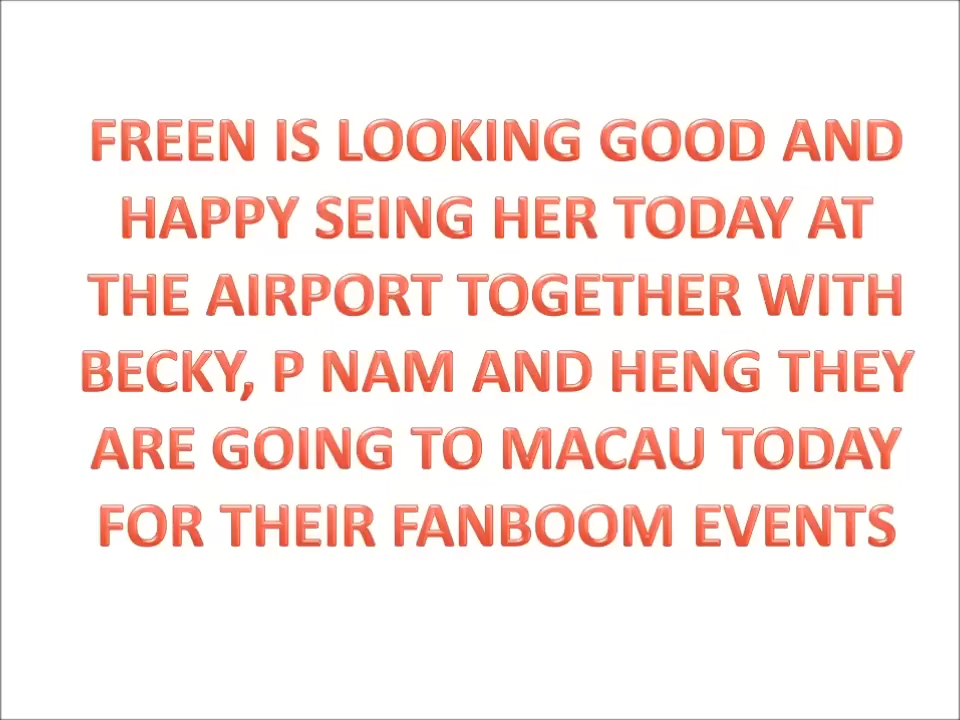 FREEN IS LOOKING GOOD AND
HAPPY SEING HER TODAY AT
THE AIRPORT TOGETHER WITH
BECKY, P NAM AND HENG THEY
ARE GOING TO MACAU TODAY
FOR THEIR FANBOOM EVENTS